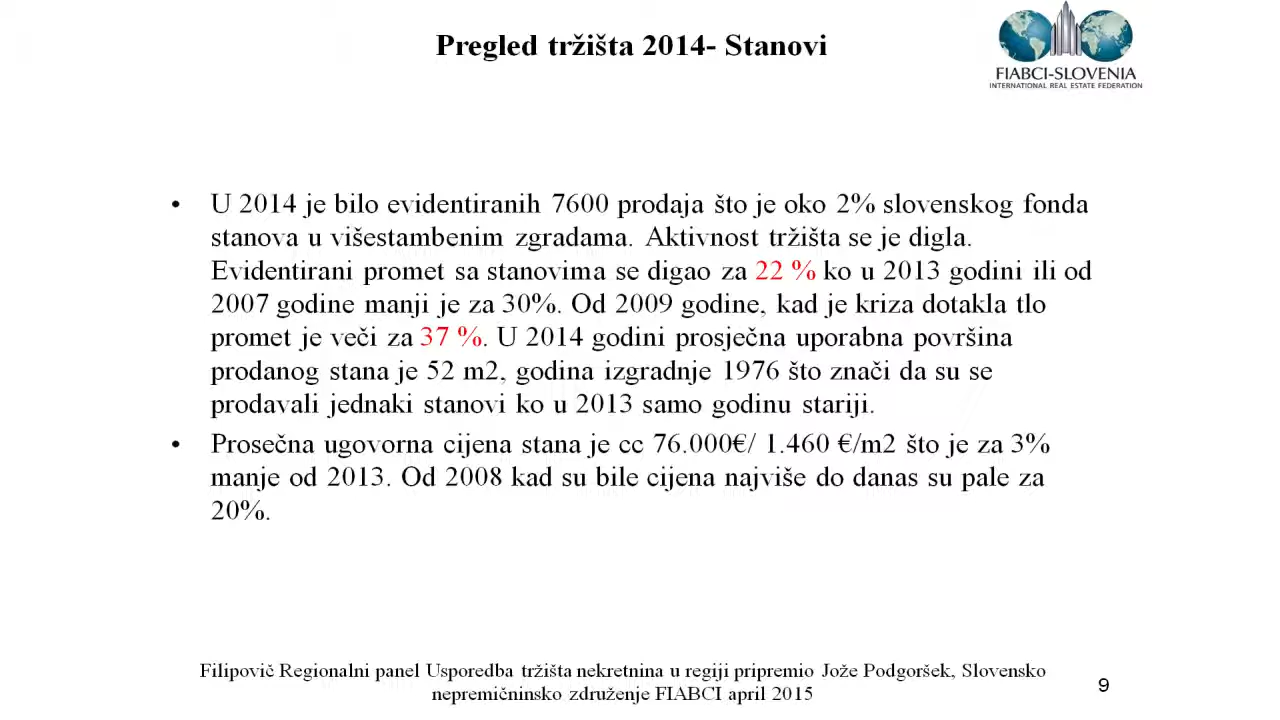 Pregled tržišta 2014- Stanovi
FIABCI-SLOVENIA
INTERNATIONAL REAL ESTATE FEDERATION
• U 2014 je bilo evidentiranih 7600 prodaja što je oko 2% slovenskog fonda
stanova u višestambenim zgradama. Aktivnost tržišta se je digla.
Evidentirani promet sa stanovima se digao za 22 % ko u 2013 godini ili od
2007 godine manji je za 30%. Od 2009 godine, kad je kriza dotakla tlo
promet je veči za 37 %. U 2014 godini prosječna uporabna površina
prodanog stana je 52 m2, godina izgradnje 1976 što znači da su se
prodavali jednaki stanovi ko u 2013 samo godinu stariji.
• Prosečna ugovorna cijena stana je cc 76.000€/ 1.460 €/m2 što je za 3%
manje od 2013. Od 2008 kad su bile cijena najviše do danas su pale za
20%.
Filipovič Regionalni panel Usporedba tržišta nekretnina u regiji pripremio Jože Podgoršek, Slovensko
nepremičninsko združenje FIABCI april 2015
9